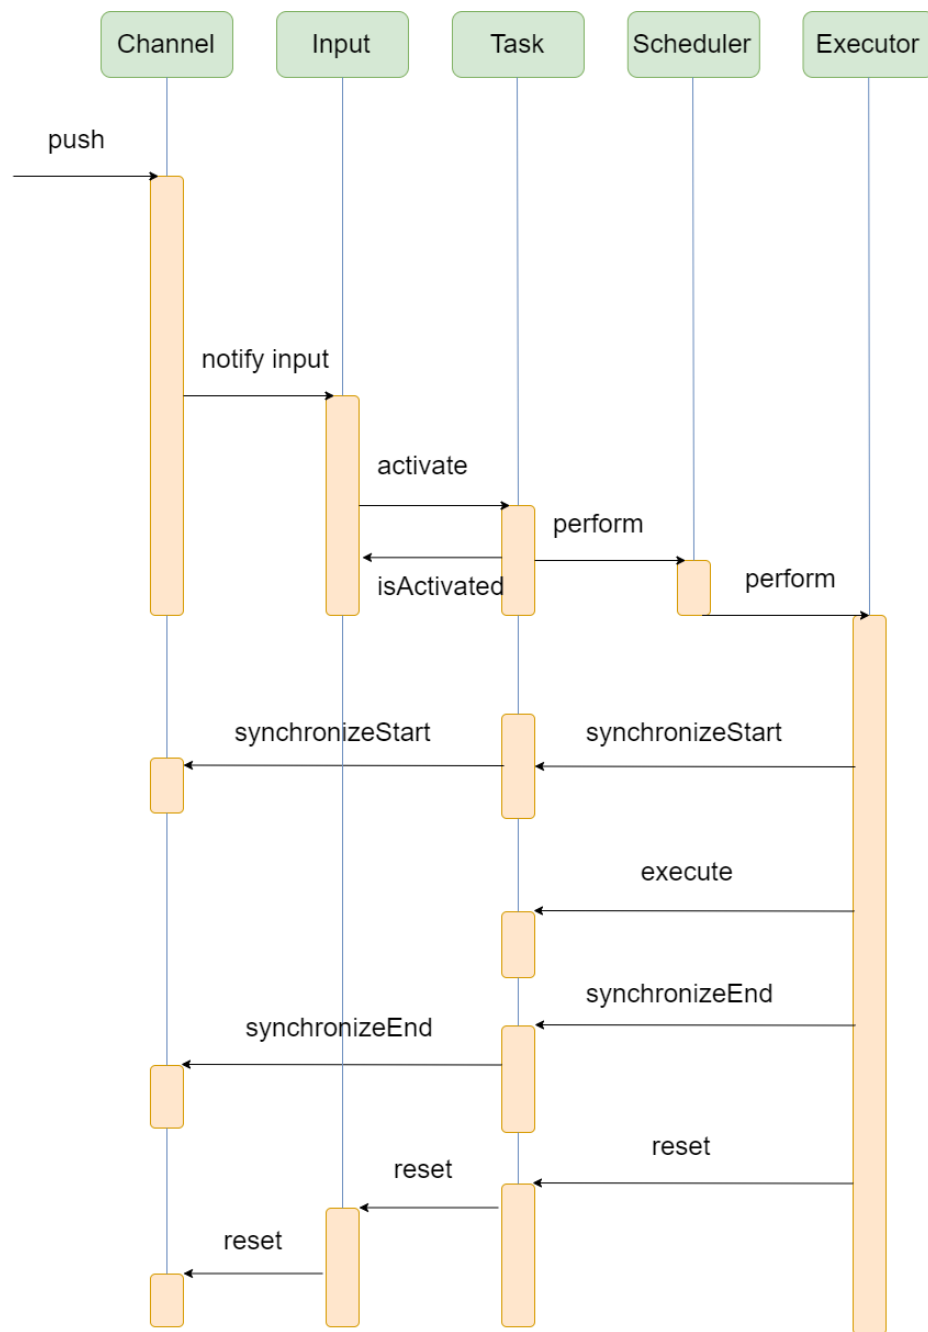 Channel
Input
Task
Scheduler
Executor
push
notify input
activate
perform
isActivated
perform
synchronizeStart
synchronizeStart
execute
synchronizeEnd
synchronizeEnd
reset
reset
reset